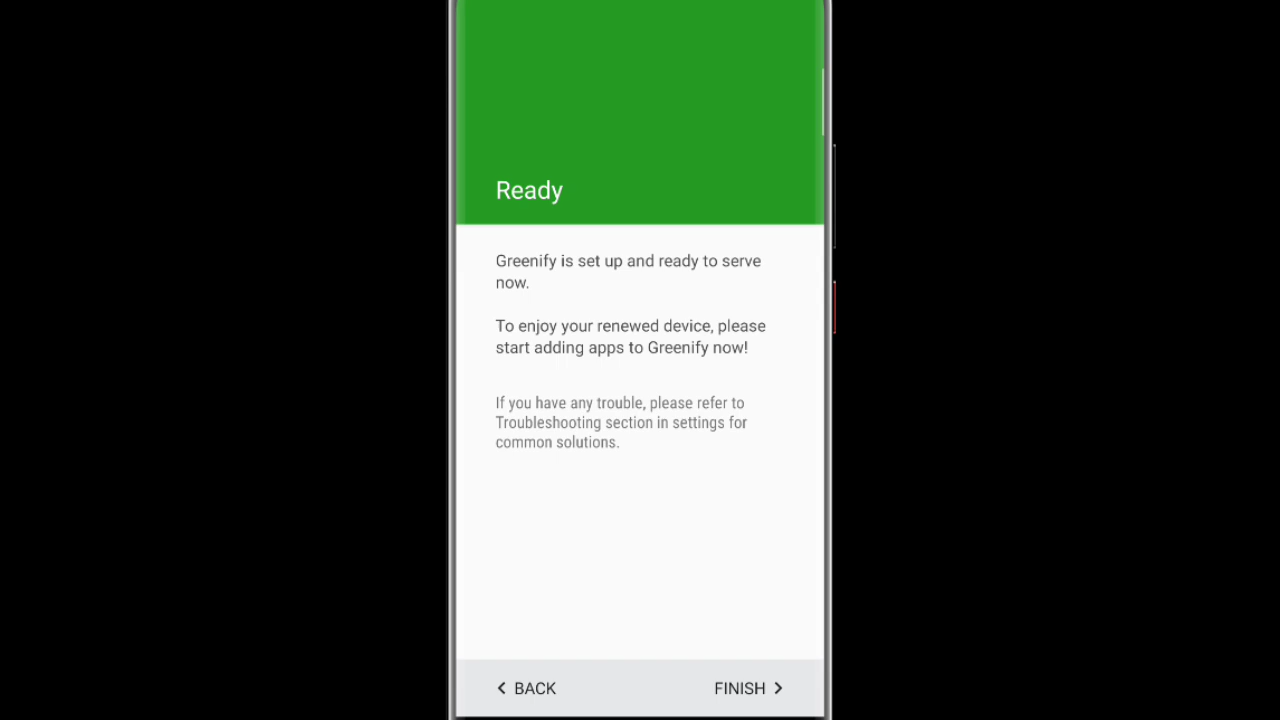 Ready
Greenify is set up and ready to serve
now.
To enjoy your renewed device, please
start adding apps to Greenify now!
If you have any trouble, please refer to
Troubleshooting section in settings for
common solutions.
BACK
FINISH